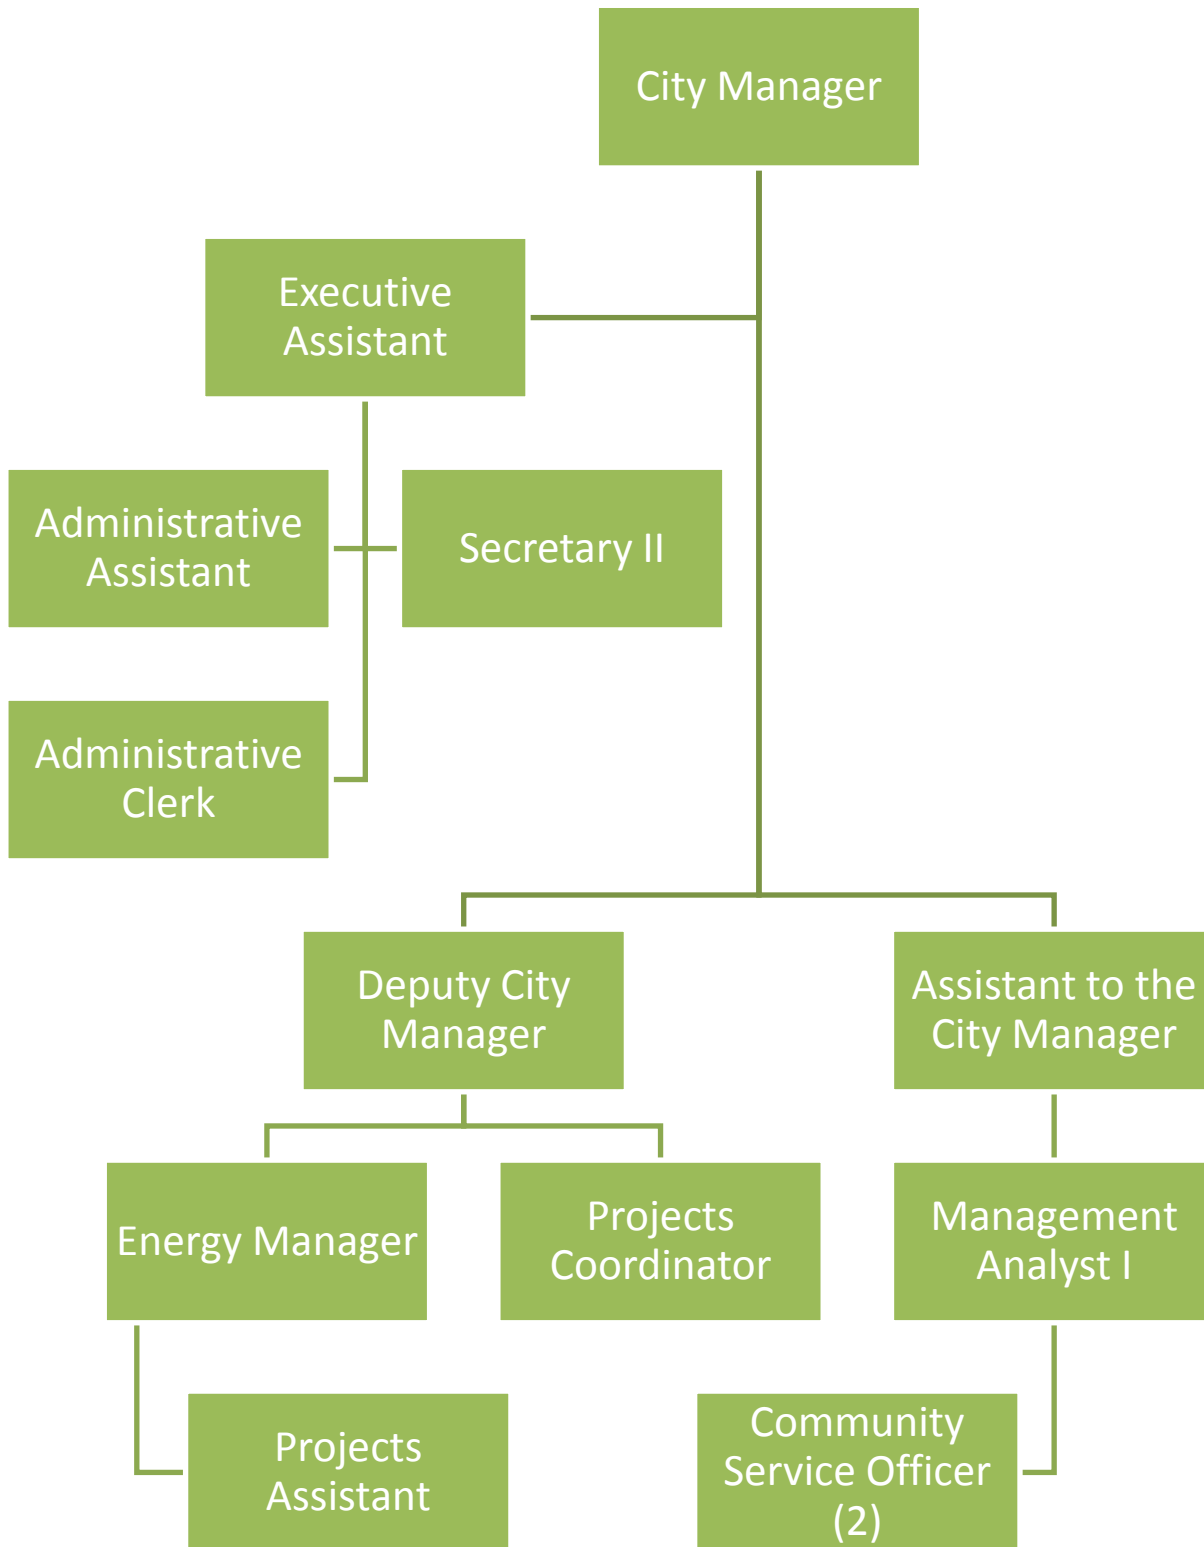 City Manager
Executive
Assistant
Administrative
Assistant
Secretary II
Administrative
Clerk
Deputy City
Manager
Assistant to the
City Manager
Energy Manager
Projects
Coordinator
Management
Analyst I
Projects
Assistant
Community
Service Officer
(2)